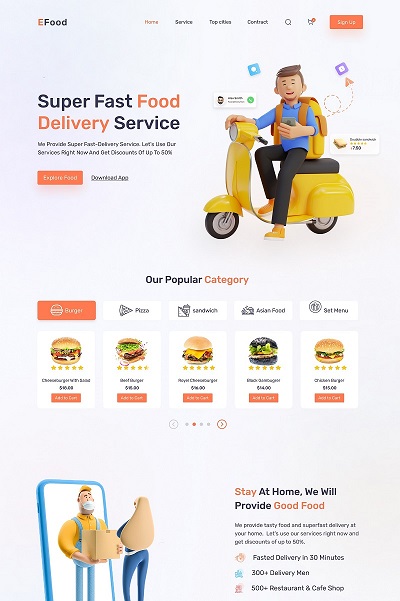 EFood
Home Service Top cities Contract Sign Us
Super Fast Food
Delivery Service
We Provide Super Fast-Delivery Service. Let's Use Our
Services Right Now And Get Discounts Of Up To 50%
Explore Food Download App
Double sandwich
7.50
Our Popular Category
Burger Pizza sandwich Asian Food Set Menu
Cheeseburger With Salad Beef Burger Royel Cheeseburger Black Gamburger Chicken Burger
$18.00 $15.00 $16.00 $14.00 $15.00
Add to Cart Add to Cart Add to Cart Add to Cart Add to Cart
Stay At Home, We Will
Provide Good Food
We provide tasty food and superfast delivery at
your home. Let's use our services right now and
get discounts of up to 50%.
Fasted Delivery in 30 Minutes
300+ Delivery Men
500+ Restaurant & Cafe Shop